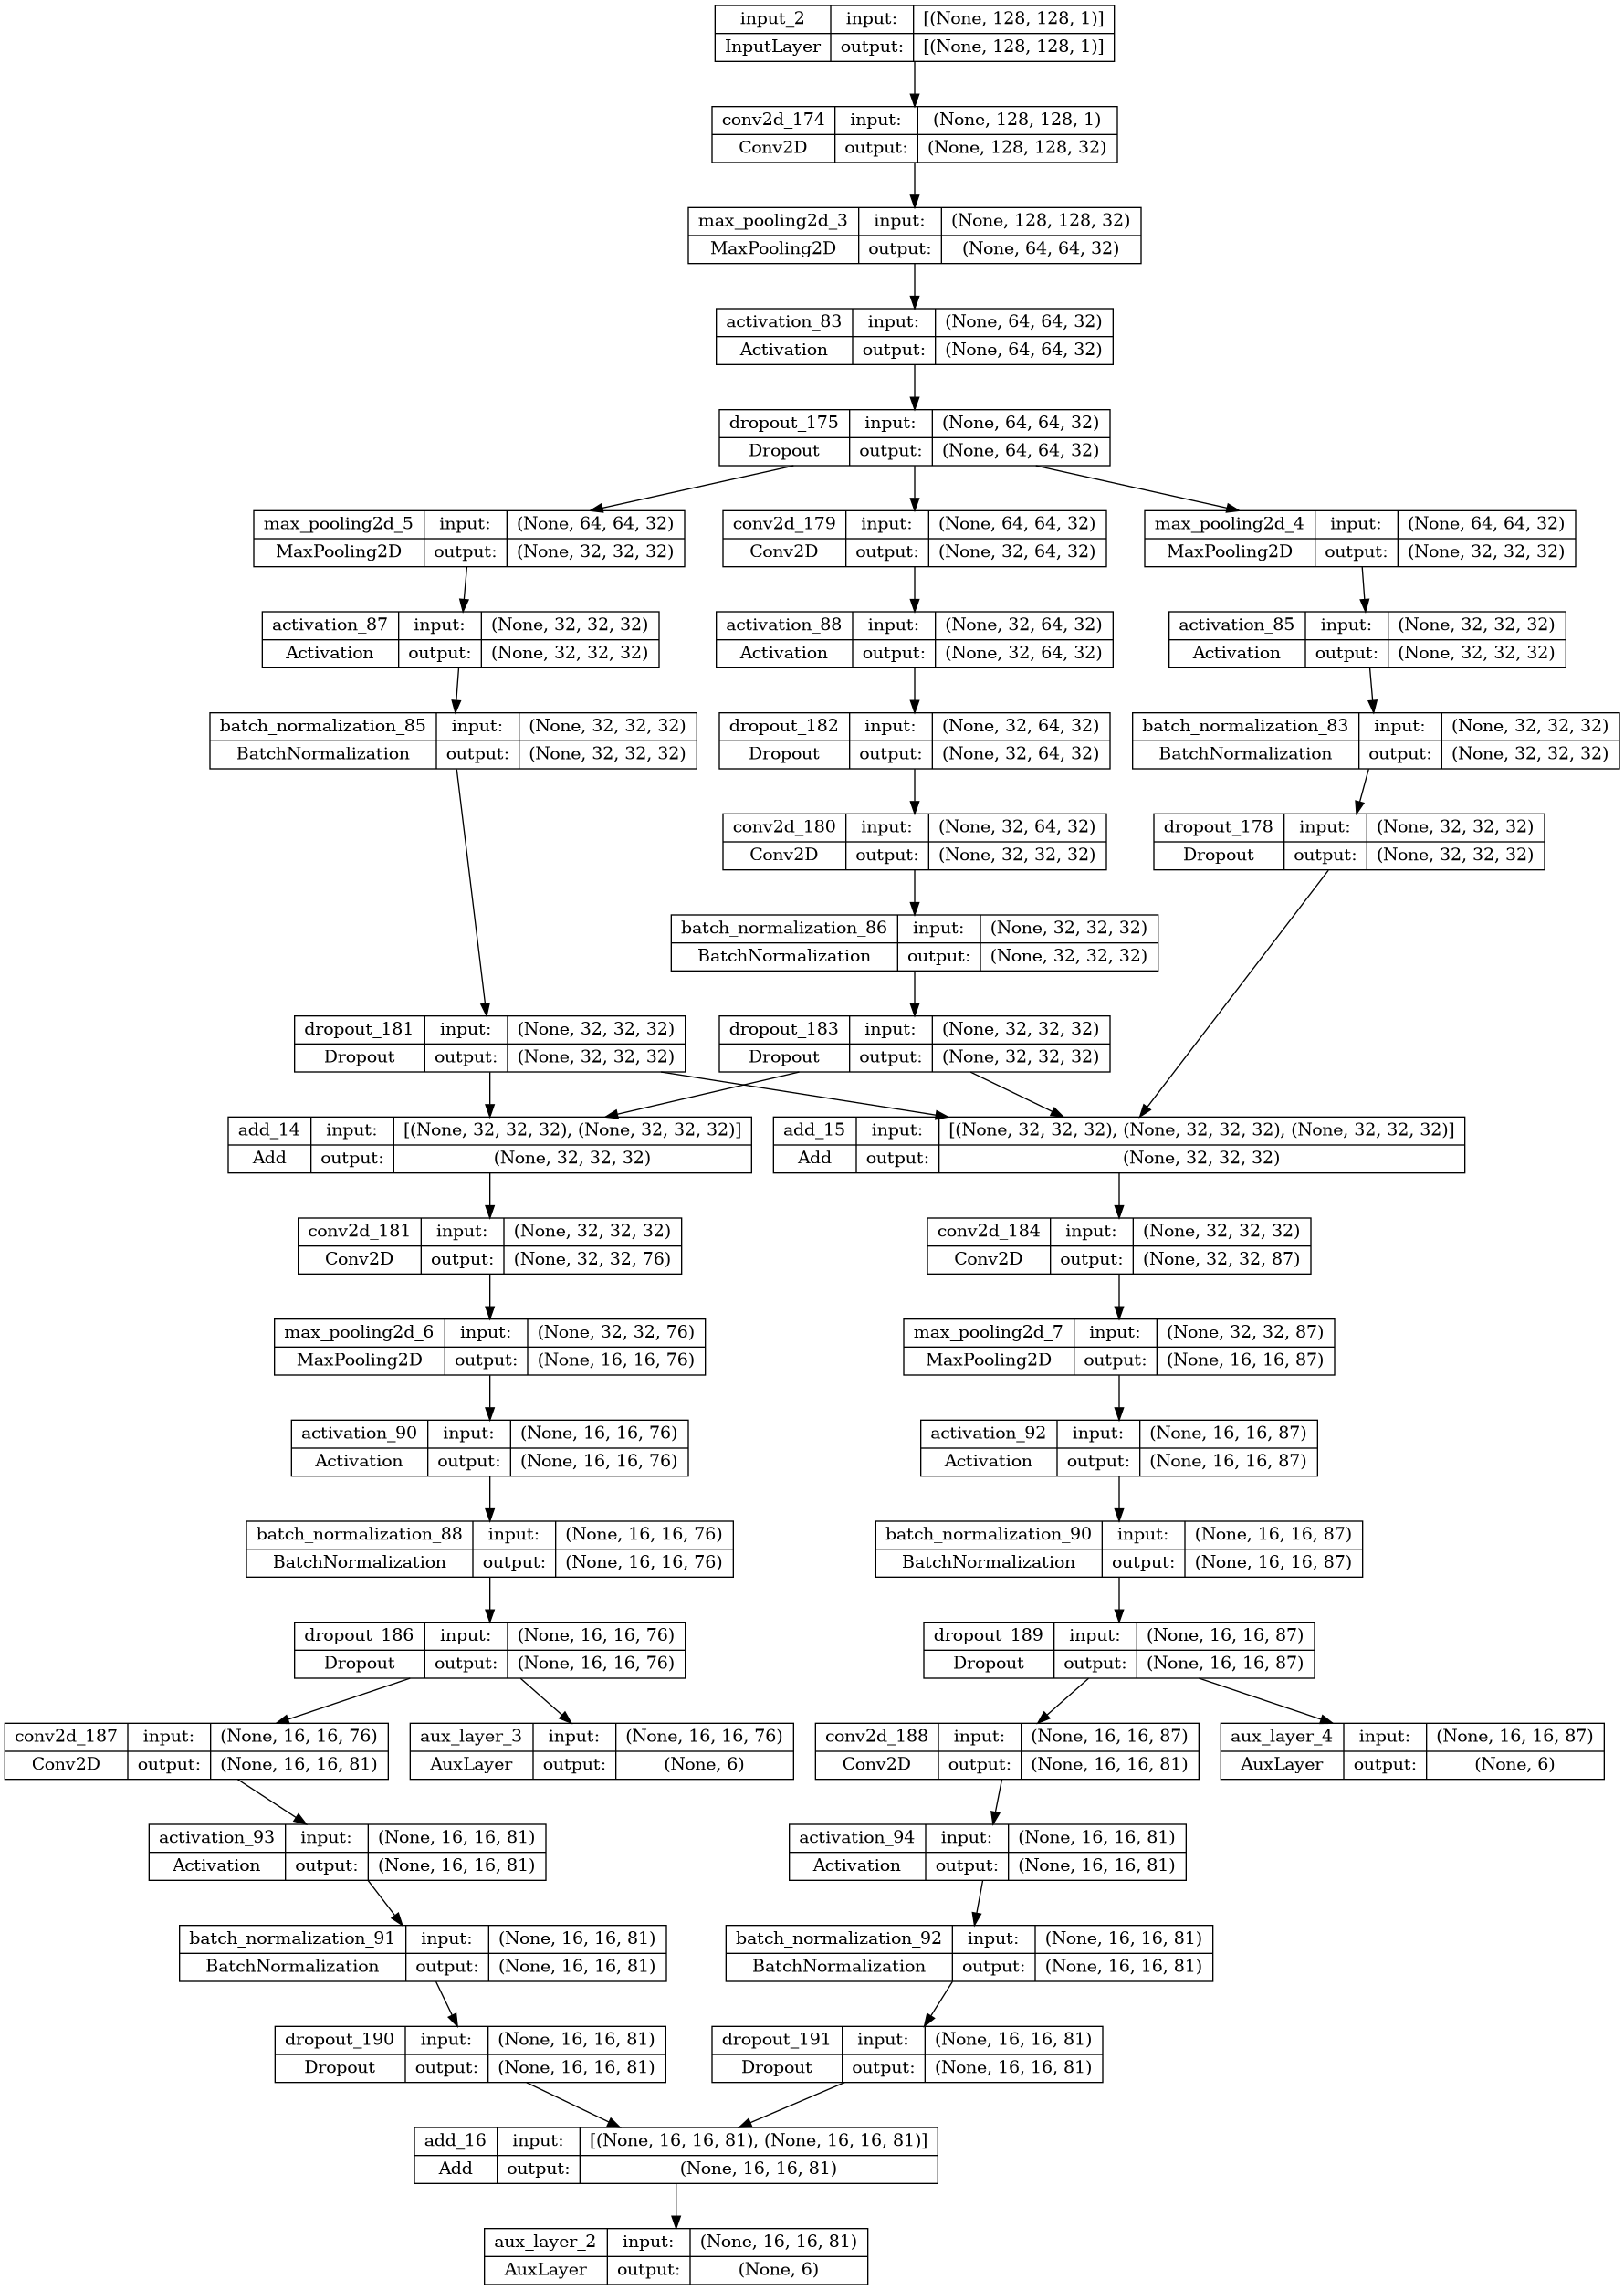 input_2 input: [(None, 128, 128, 1)]
InputLayer output: [(None, 128, 128, 1)]
conv2d_174 input: (None, 128, 128, 1)
Conv2D output: (None, 128, 128, 32)
max_pooling2d_3 input: (None, 128, 128, 32)
MaxPooling2D output: (None, 64, 64, 32)
activation_83 input: (None, 64, 64, 32)
Activation output: (None, 64, 64, 32)
dropout_175 input: (None, 64, 64, 32)
Dropout output: (None, 64, 64, 32)
max_pooling2d_5 input: (None, 64, 64, 32)
MaxPooling2D output: (None, 32, 32, 32)
conv2d_179 input: (None, 64, 64, 32)
Conv2D output: (None, 32, 64, 32)
max_pooling2d_4 input: (None, 64, 64, 32)
MaxPooling2D output: (None, 32, 32, 32)
activation_87 input: (None, 32, 32, 32)
Activation output: (None, 32, 32, 32)
activation_88 input: (None, 32, 64, 32)
Activation output: (None, 32, 64, 32)
activation_85 input: (None, 32, 32, 32)
Activation output: (None, 32, 32, 32)
batch_normalization_85 input: (None, 32, 32, 32)
BatchNormalization output: (None, 32, 32, 32)
dropout_182 input: (None, 32, 64, 32)
Dropout output: (None, 32, 64, 32)
batch_normalization_83 input: (None, 32, 32, 32)
BatchNormalization output: (None, 32, 32, 32)
conv2d_180 input: (None, 32, 64, 32)
Conv2D output: (None, 32, 32, 32)
dropout_178 input: (None, 32, 32, 32)
Dropout output: (None, 32, 32, 32)
batch_normalization_86 input: (None, 32, 32, 32)
BatchNormalization output: (None, 32, 32, 32)
dropout_181 input: (None, 32, 32, 32)
Dropout output: (None, 32, 32, 32)
dropout_183 input: (None, 32, 32, 32)
Dropout output: (None, 32, 32, 32)
add_14 input: [(None, 32, 32, 32), (None, 32, 32, 32)]
Add output: (None, 32, 32, 32)
add_15 input: [(None, 32, 32, 32), (None, 32, 32, 32), (None, 32, 32, 32)]
Add output: (None, 32, 32, 32)
conv2d_181 input: (None, 32, 32, 32)
Conv2D output: (None, 32, 32, 76)
conv2d_184 input: (None, 32, 32, 32)
Conv2D output: (None, 32, 32, 87)
max_pooling2d_6 input: (None, 32, 32, 76)
MaxPooling2D output: (None, 16, 16, 76)
max_pooling2d_7 input: (None, 32, 32, 87)
MaxPooling2D output: (None, 16, 16, 87)
activation_90 input: (None, 16, 16, 76)
Activation output: (None, 16, 16, 76)
activation_92 input: (None, 16, 16, 87)
Activation output: (None, 16, 16, 87)
batch_normalization_88 input: (None, 16, 16, 76)
BatchNormalization output: (None, 16, 16, 76)
batch_normalization_90 input: (None, 16, 16, 87)
BatchNormalization output: (None, 16, 16, 87)
dropout_186 input: (None, 16, 16, 76)
Dropout output: (None, 16, 16, 76)
dropout_189 input: (None, 16, 16, 87)
Dropout output: (None, 16, 16, 87)
conv2d_187 input: (None, 16, 16, 76)
Conv2D output: (None, 16, 16, 81)
aux_layer_3 input: (None, 16, 16, 76)
AuxLayer output: (None, 6)
conv2d_188 input: (None, 16, 16, 87)
Conv2D output: (None, 16, 16, 81)
aux_layer_4 input: (None, 16, 16, 87)
AuxLayer output: (None, 6)
activation_93 input: (None, 16, 16, 81)
Activation output: (None, 16, 16, 81)
activation_94 input: (None, 16, 16, 81)
Activation output: (None, 16, 16, 81)
batch_normalization_91 input: (None, 16, 16, 81)
BatchNormalization output: (None, 16, 16, 81)
batch_normalization_92 input: (None, 16, 16, 81)
BatchNormalization output: (None, 16, 16, 81)
dropout_190 input: (None, 16, 16, 81)
Dropout output: (None, 16, 16, 81)
dropout_191 input: (None, 16, 16, 81)
Dropout output: (None, 16, 16, 81)
add_16 input: [(None, 16, 16, 81), (None, 16, 16, 81)]
Add output: (None, 16, 16, 81)
aux_layer_2 input: (None, 16, 16, 81)
AuxLayer output: (None, 6)